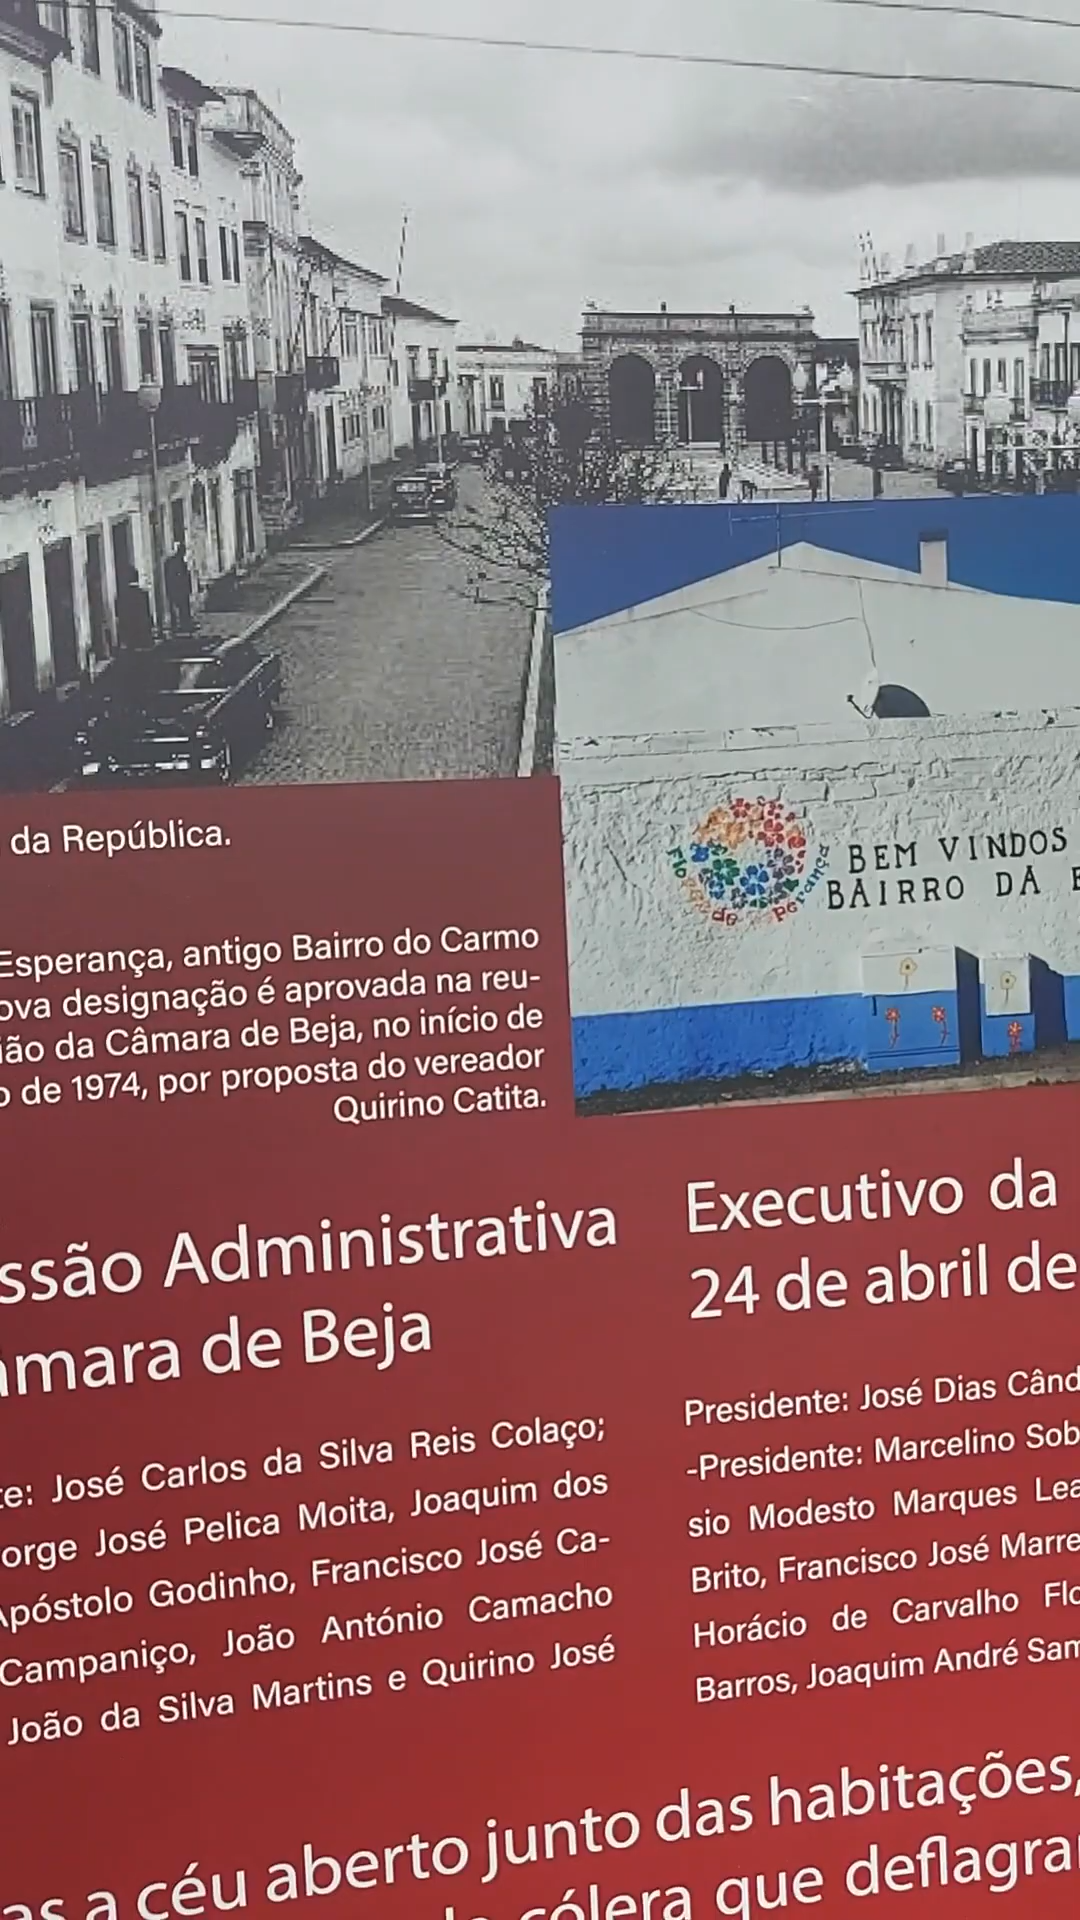 da República.
BEM VINDOS
BAIRRO DA
Esperança, antigo Bairro do Carmo
ova designação é aprovada na reu-
ião da Câmara de Beja, no início de
o de 1974, por proposta do vereador
Quirino Catita.
ssão Administrativa
mara de Beja
te: José Carlos da Silva Reis Colaço;
orge José Pelica Moita, Joaquim dos
Apóstolo Godinho, Francisco José Ca-
Campaniço, João António Camacho
João da Silva Martins e Quirino José
Executivo da
24 de abril de
Presidente: José Dias Când
-Presidente: Marcelino Sob
sio Modesto Marques Lea
Brito, Francisco José Marre
Horácio de Carvalho Flo
Barros, Joaquim André Sam
as a céu aberto junto das habitações,
cólera que deflagra